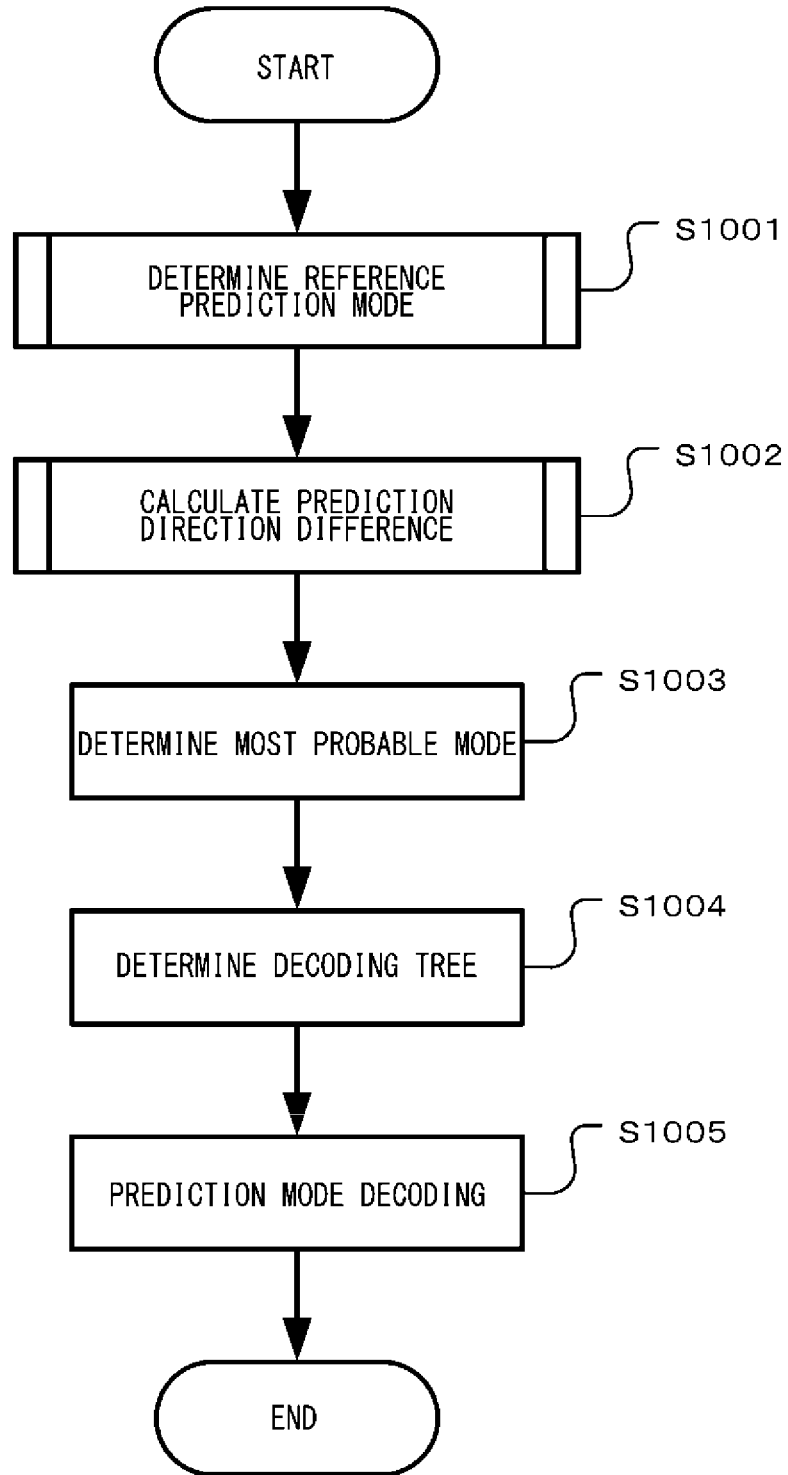 START
S1001
DETERMINE REFERENCE
PREDICTION MODE
S1002
CALCULATE PREDICTION
DIRECTION DIFFERENCE
S1003
DETERMINE MOST PROBABLE MODE
S1004
DETERMINE DECODING TREE
S1005
PREDICTION MODE DECODING
END